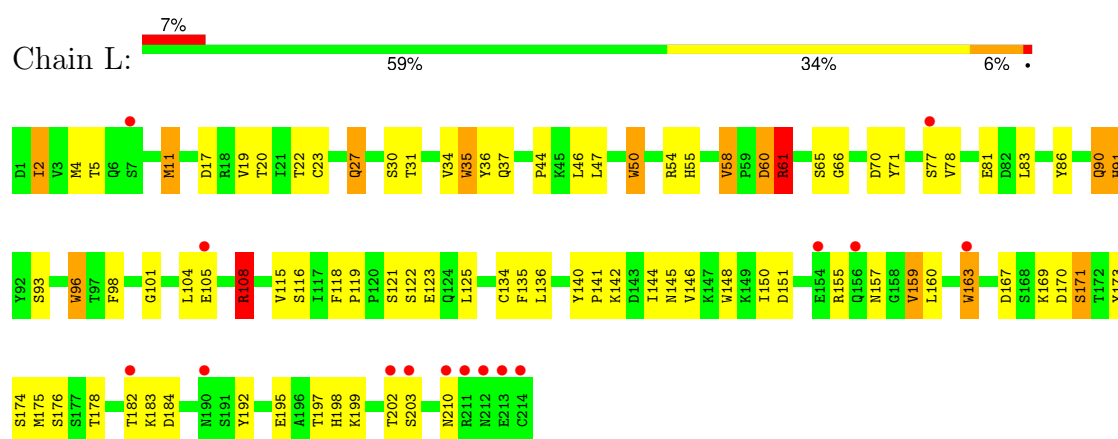 7%
Chain L:
59% 34% 6% •
D1 I2 V3 M4 T5 Q6 S7 M11 D17 R18 V19 T20 I21 T22 C23 Q27 S30 T31 V34 W35 Y36 Q37 P44 K45 L46 L47 W50 R54 H55 V58 P59 D60 R61 S65 G66 D70 Y71 S77 V78 E81 D82 L83 Y86 Q90 H91
Y92 S93 W96 T97 F98 G101 L104 E105 R108 V115 S116 I117 F118 P119 P120 S121 S122 E123 Q124 L125 C134 F135 L136 Y140 P141 K142 D143 I144 N145 V146 K147 W148 K149 I150 D151 E154 R155 Q156 N157 G158 V159 L160 W163 D167 S168 K169 D170 S171 T172 Y173
S174 M175 S176 S177 T178 T182 K183 D184 N190 S191 Y192 E195 A196 T197 H198 K199 T202 S203 N210 R211 N212 E213 C214